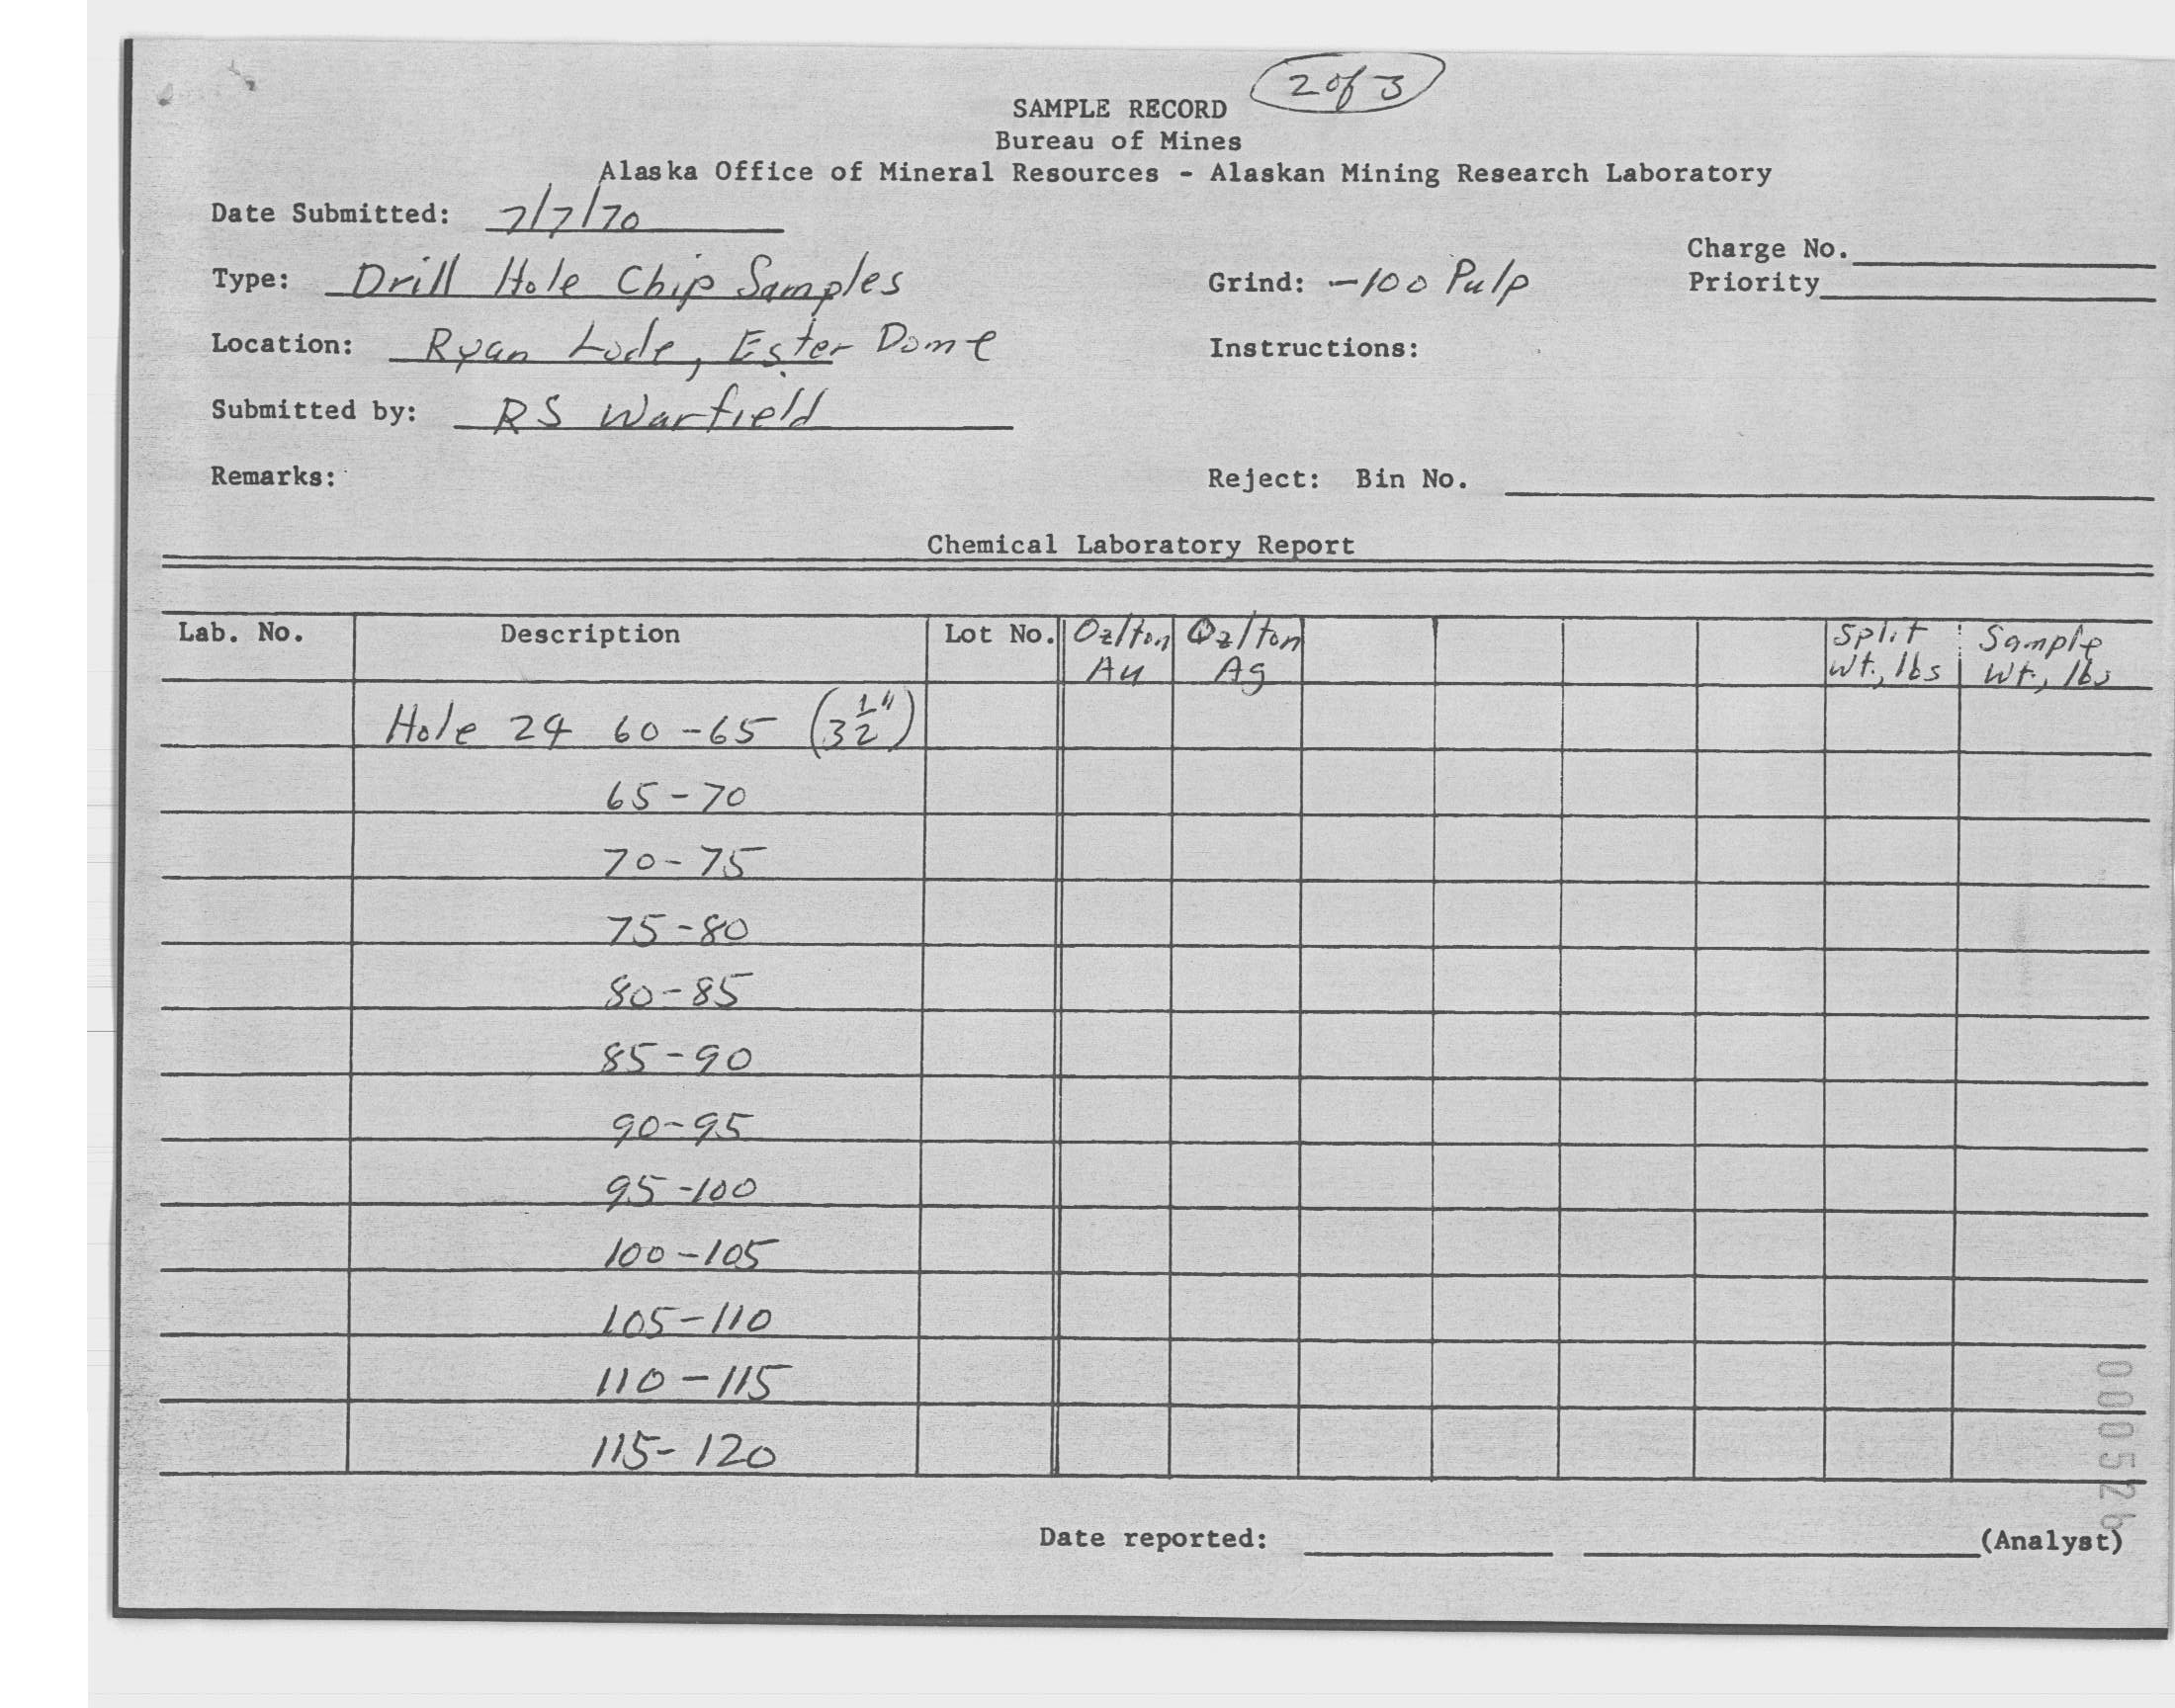 2 of 3
SAMPLE RECORD
Bureau of Mines
Alaska Office of Mineral Resources - Alaskan Mining Research Laboratory
Date Submitted: 7/7/70
Charge No.
Type: Drill Hole Chip Samples Grind: -100 Pulp Priority
Location: Ryan Lode, Ester Dome Instructions:
Submitted by: RS Warfield
Remarks: Reject: Bin No.
Chemical Laboratory Report
Lab. No. Description Lot No. Oz/ton Au Oz/ton Ag Split Wt., lbs Sample Wt., lbs
Hole 24 60-65 (3 1/2")
65-70
70-75
75-80
80-85
85-90
90-95
95-100
100-105
105-110
110-115
115-120
Date reported: (Analyst)
000526